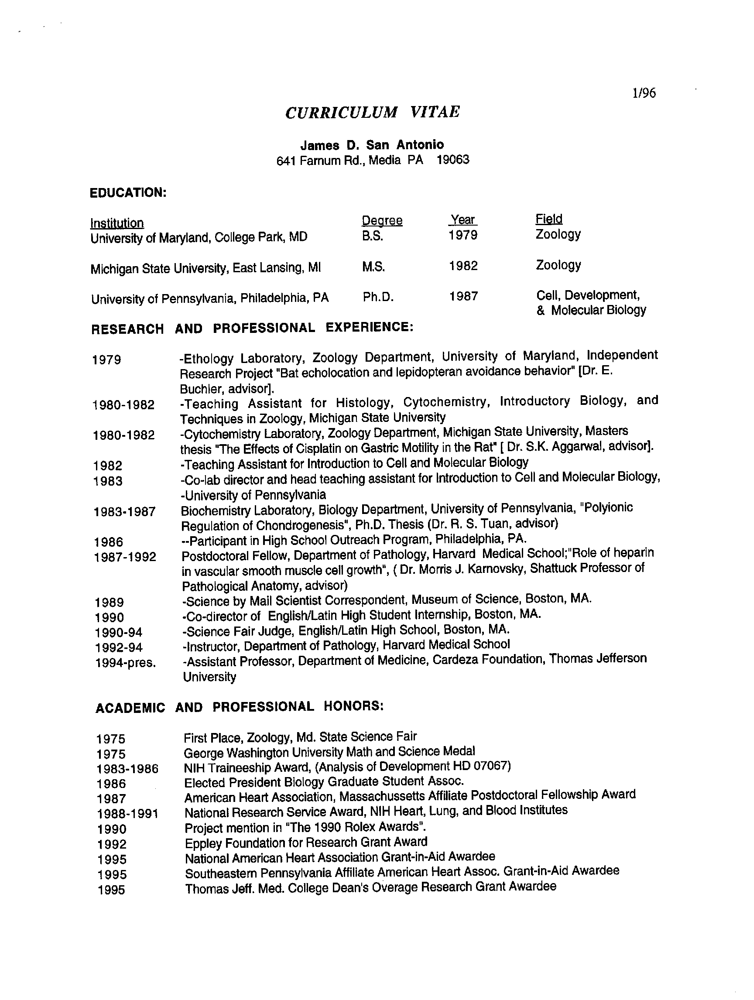 1/96
CURRICULUM VITAE
James D. San Antonio
641 Farnum Rd., Media PA 19063
EDUCATION:
Institution Degree Year Field
University of Maryland, College Park, MD B.S. 1979 Zoology
Michigan State University, East Lansing, MI M.S. 1982 Zoology
University of Pennsylvania, Philadelphia, PA Ph.D. 1987 Cell, Development,
& Molecular Biology
RESEARCH AND PROFESSIONAL EXPERIENCE:
1979 -Ethology Laboratory, Zoology Department, University of Maryland, Independent
Research Project "Bat echolocation and lepidopteran avoidance behavior" [Dr. E.
Buchler, advisor].
1980-1982 -Teaching Assistant for Histology, Cytochemistry, Introductory Biology, and
Techniques in Zoology, Michigan State University
1980-1982 -Cytochemistry Laboratory, Zoology Department, Michigan State University, Masters
thesis "The Effects of Cisplatin on Gastric Motility in the Rat" [ Dr. S.K. Aggarwal, advisor].
1982 -Teaching Assistant for Introduction to Cell and Molecular Biology
1983 -Co-lab director and head teaching assistant for Introduction to Cell and Molecular Biology,
-University of Pennsylvania
1983-1987 Biochemistry Laboratory, Biology Department, University of Pennsylvania, "Polyionic
Regulation of Chondrogenesis", Ph.D. Thesis (Dr. R. S. Tuan, advisor)
1986 --Participant in High School Outreach Program, Philadelphia, PA.
1987-1992 Postdoctoral Fellow, Department of Pathology, Harvard Medical School;"Role of heparin
in vascular smooth muscle cell growth", ( Dr. Morris J. Karnovsky, Shattuck Professor of
Pathological Anatomy, advisor)
1989 -Science by Mail Scientist Correspondent, Museum of Science, Boston, MA.
1990 -Co-director of English/Latin High Student Internship, Boston, MA.
1990-94 -Science Fair Judge, English/Latin High School, Boston, MA.
1992-94 -Instructor, Department of Pathology, Harvard Medical School
1994-pres. -Assistant Professor, Department of Medicine, Cardeza Foundation, Thomas Jefferson
University
ACADEMIC AND PROFESSIONAL HONORS:
1975 First Place, Zoology, Md. State Science Fair
1975 George Washington University Math and Science Medal
1983-1986 NIH Traineeship Award, (Analysis of Development HD 07067)
1986 Elected President Biology Graduate Student Assoc.
1987 American Heart Association, Massachussetts Affiliate Postdoctoral Fellowship Award
1988-1991 National Research Service Award, NIH Heart, Lung, and Blood Institutes
1990 Project mention in "The 1990 Rolex Awards".
1992 Eppley Foundation for Research Grant Award
1995 National American Heart Association Grant-in-Aid Awardee
1995 Southeastern Pennsylvania Affiliate American Heart Assoc. Grant-in-Aid Awardee
1995 Thomas Jeff. Med. College Dean's Overage Research Grant Awardee